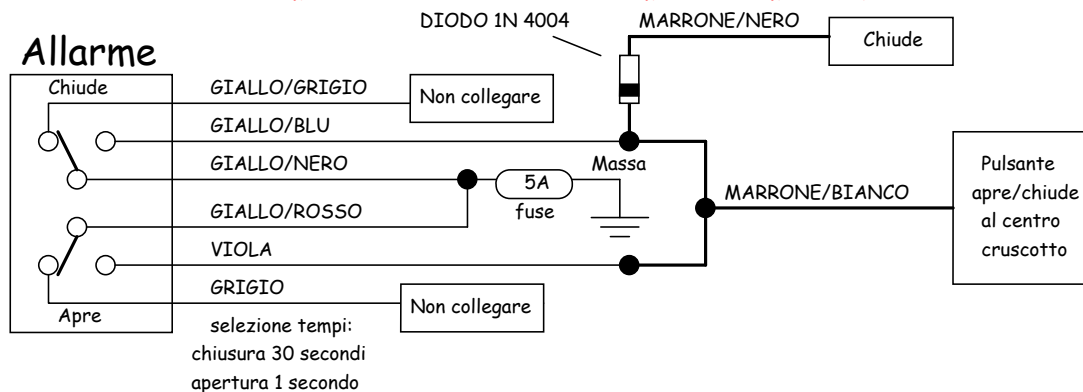 DIODO 1N 4004
MARRONE/NERO
Chiude
Allarme
Chiude
GIALLO/GRIGIO
Non collegare
GIALLO/BLU
GIALLO/NERO
Massa
5A
fuse
GIALLO/ROSSO
MARRONE/BIANCO
Pulsante
apre/chiude
al centro
cruscotto
VIOLA
GRIGIO
Non collegare
Apre
selezione tempi:
chiusura 30 secondi
apertura 1 secondo